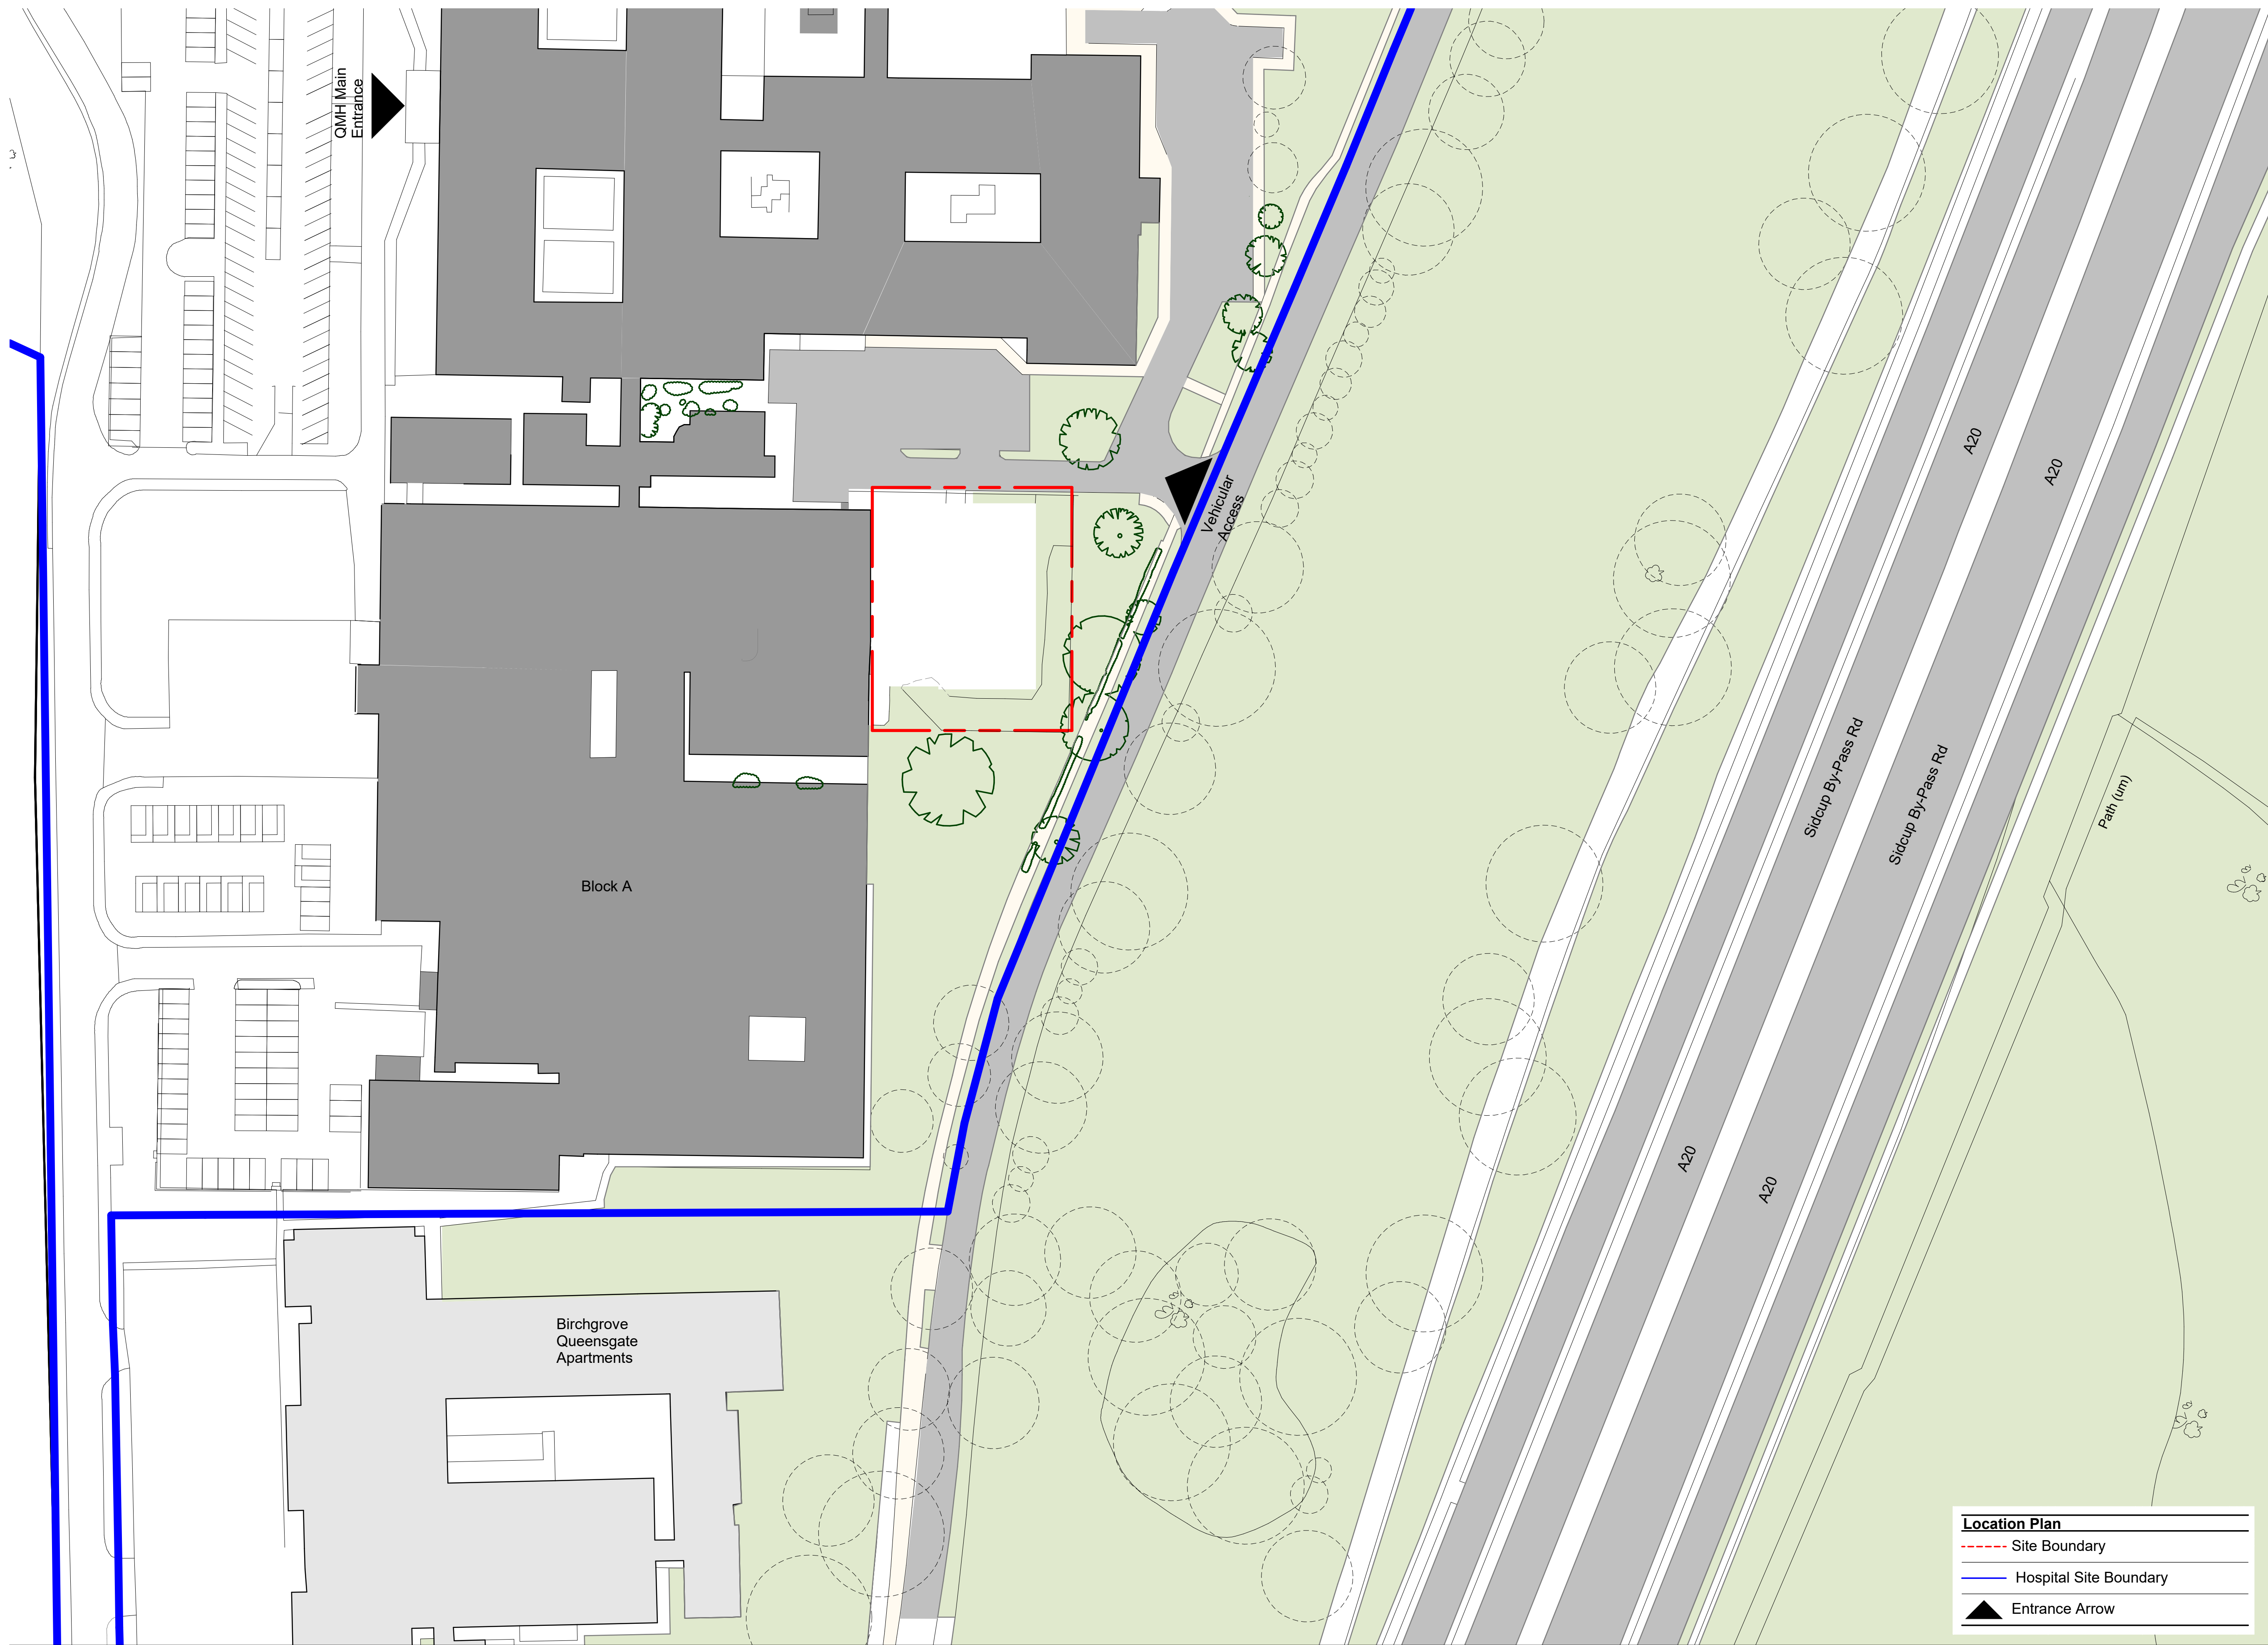 QMH Main
Entrance
A20
A20
Vehicular
Access
Sidcup By-Pass Rd
Sidcup By-Pass Rd
Path (um)
Block A
A20
A20
Birchgrove
Queensgate
Apartments
Location Plan
Site Boundary
Hospital Site Boundary
Entrance Arrow